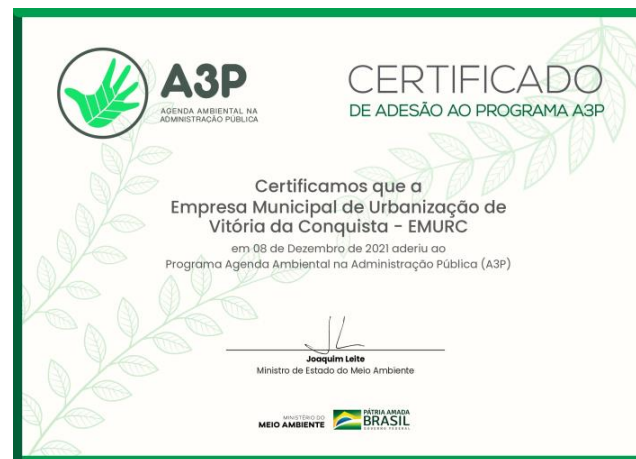 A3P
AGENDA AMBIENTAL NA
ADMINISTRAÇÃO PÚBLICA
CERTIFICADO
DE ADESÃO AO PROGRAMA A3P
Certificamos que a
Empresa Municipal de Urbanização de
Vitória da Conquista - EMURC
em 08 de Dezembro de 2021 aderiu ao
Programa Agenda Ambiental na Administração Pública (A3P)
Joaquim Leite
Ministro de Estado do Meio Ambiente
MINISTÉRIO DO
MEIO AMBIENTE
PÁTRIA AMADA
BRASIL
GOVERNO FEDERAL